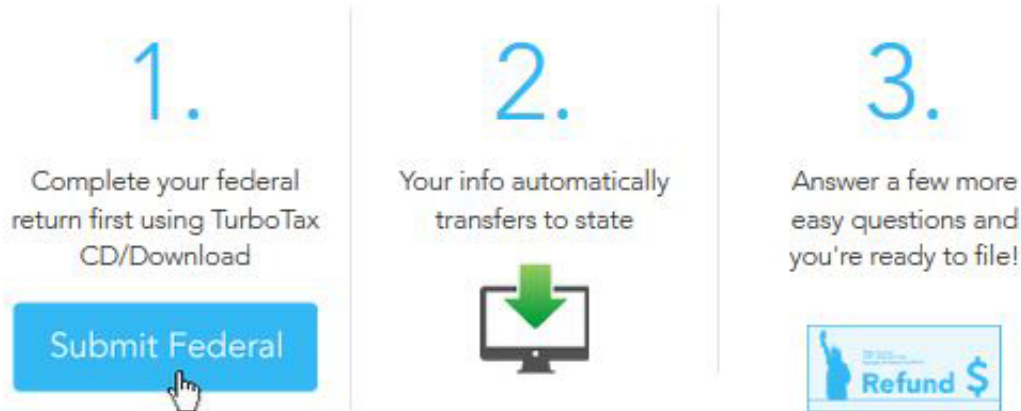 1.
Complete your federal
return first using TurboTax
CD/Download
Submit Federal
2.
Your info automatically
transfers to state
3.
Answer a few more
easy questions and
you're ready to file!
Refund $